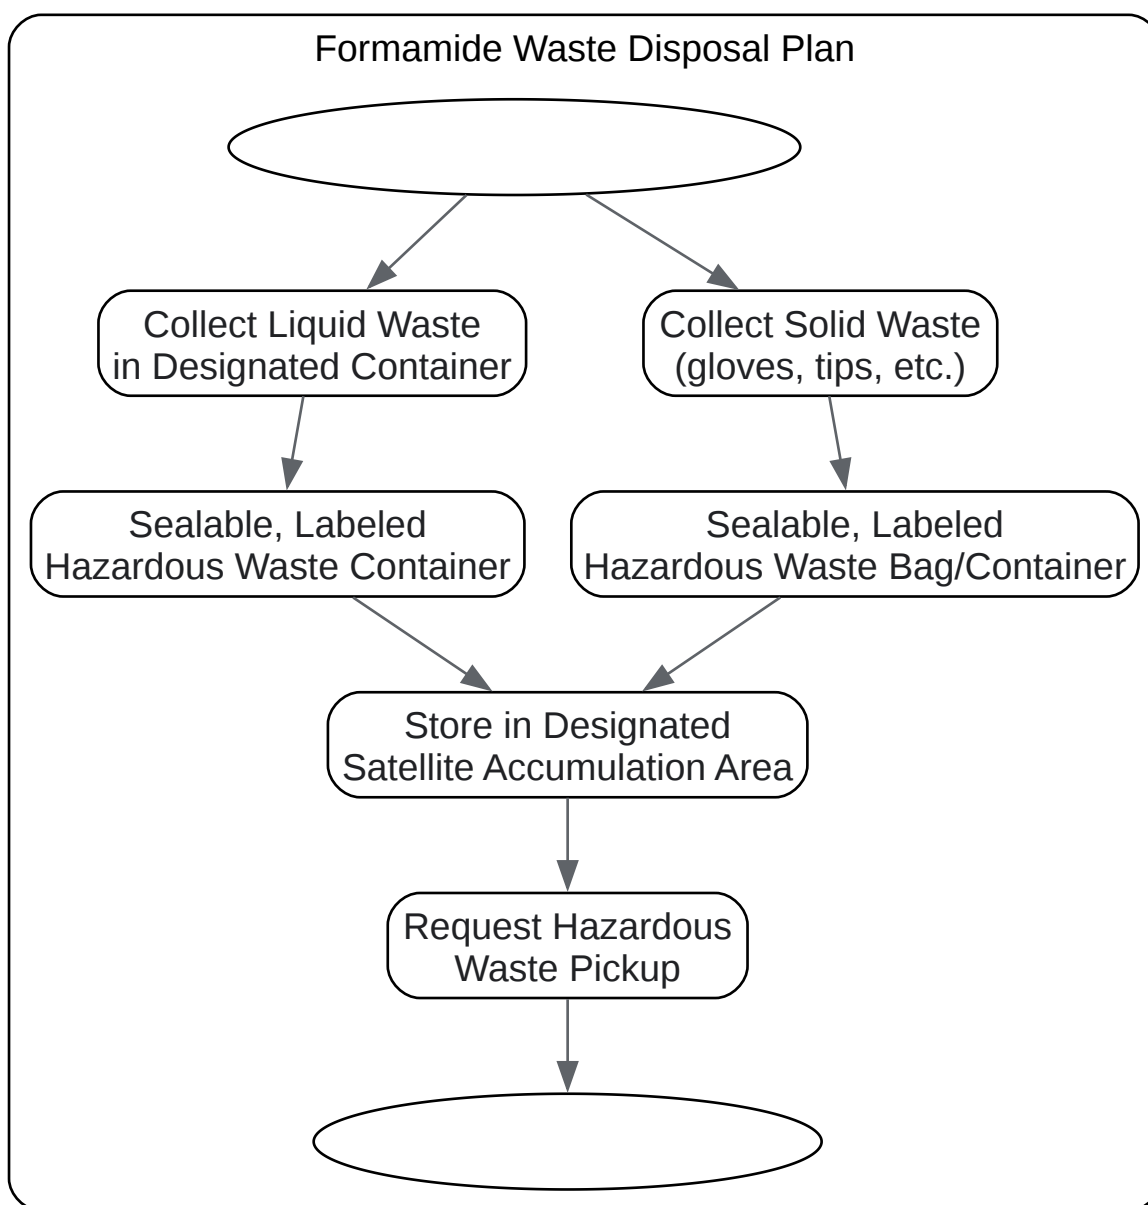 Formamide Waste Disposal Plan
Collect Liquid Waste
in Designated Container
Collect Solid Waste
(gloves, tips, etc.)
Sealable, Labeled
Hazardous Waste Container
Sealable, Labeled
Hazardous Waste Bag/Container
Store in Designated
Satellite Accumulation Area
Request Hazardous
Waste Pickup